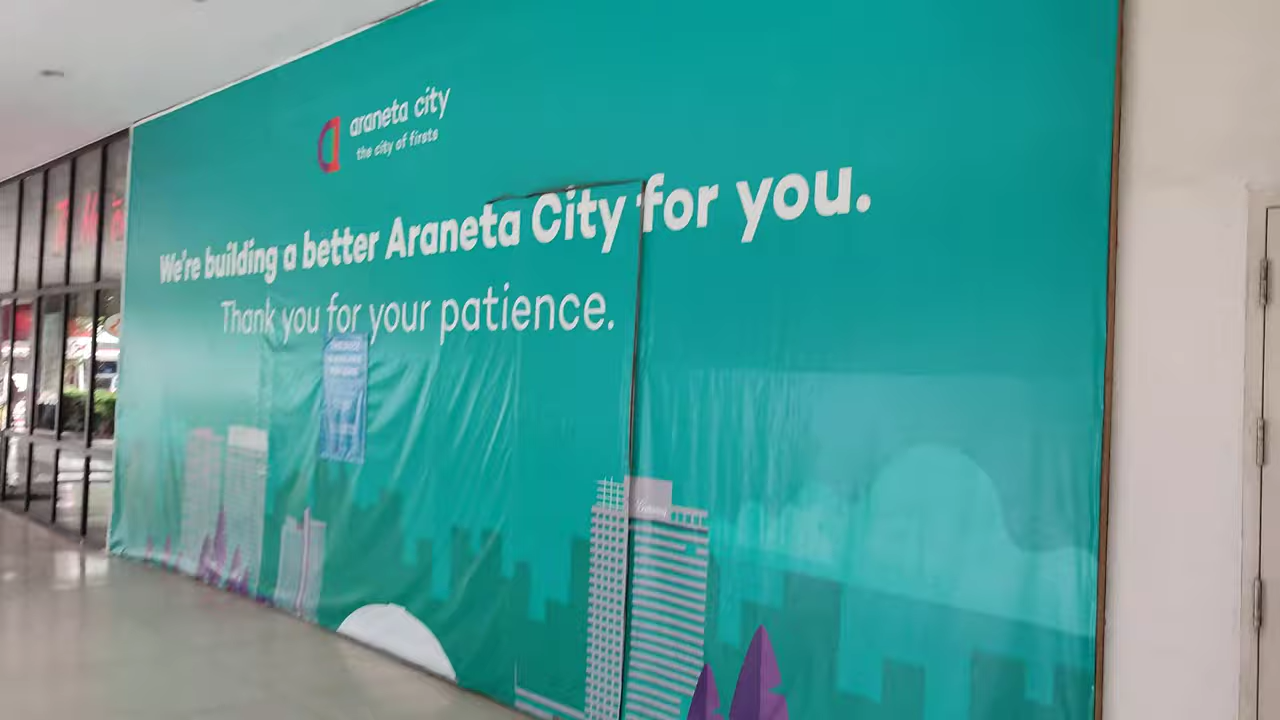 araneta city
the city of firsts
We're building a better Araneta City for you.
Thank you for your patience.